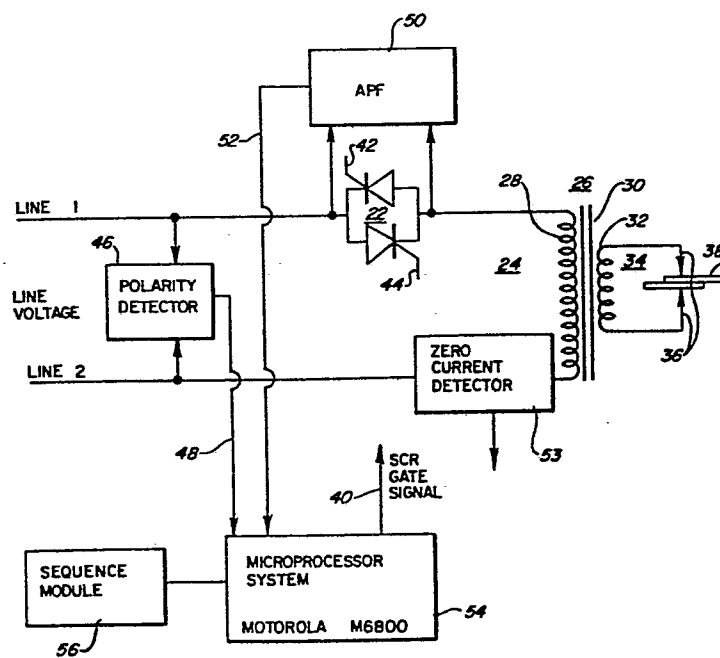 50
APF
52
42
LINE 1
22
28
26
30
32
38
46
POLARITY
DETECTOR
44
24
34
LINE
VOLTAGE
36
ZERO
CURRENT
DETECTOR
LINE 2
53
48
SCR
GATE
SIGNAL
40
SEQUENCE
MODULE
MICROPROCESSOR
SYSTEM
MOTOROLA M6800
54
56